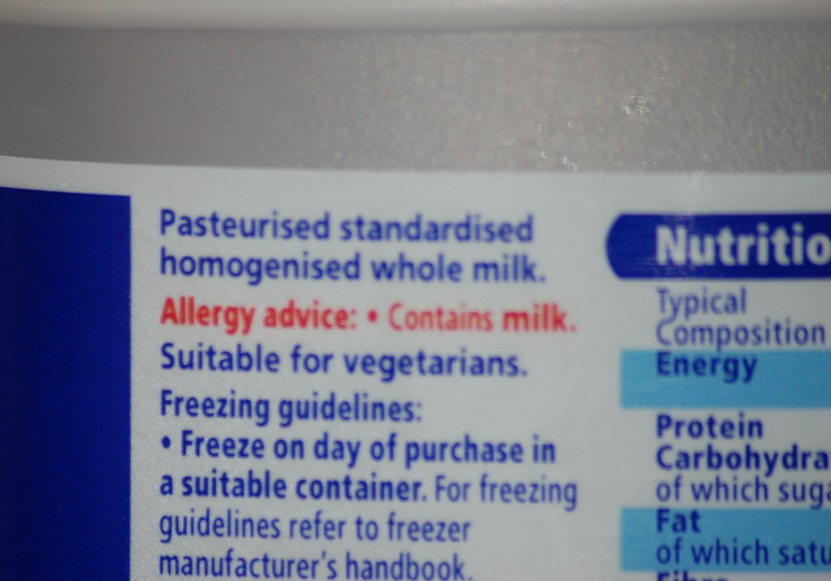 Pasteurised standardised
homogenised whole milk.
Allergy advice: • Contains milk.
Suitable for vegetarians.
Freezing guidelines:
• Freeze on day of purchase in
a suitable container. For freezing
guidelines refer to freezer
manufacturer's handbook.
Nutritio
Typical
Composition
Energy
Protein
Carbohydra
of which suga
Fat
of which satu
Fibre